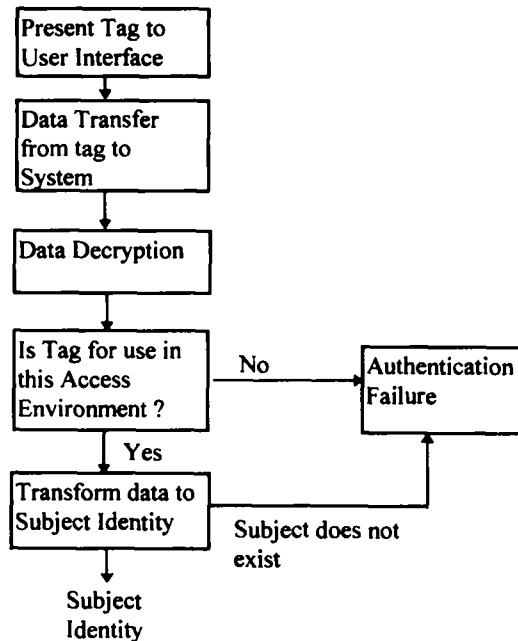 Present Tag to
User Interface
Data Transfer
from tag to
System
Data Decryption
Is Tag for use in
this Access
Environment ?
No
Authentication
Failure
Yes
Transform data to
Subject Identity
Subject does not
exist
Subject
Identity